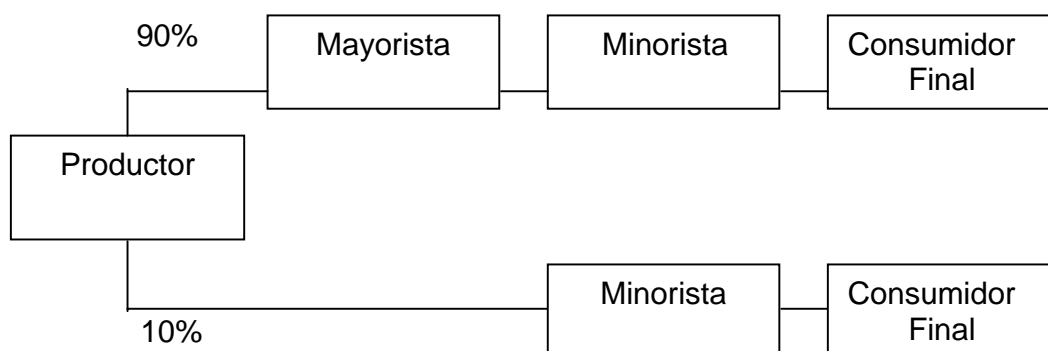 90%
Mayorista
Minorista
Consumidor
Final
Productor
Minorista
Consumidor
Final
10%